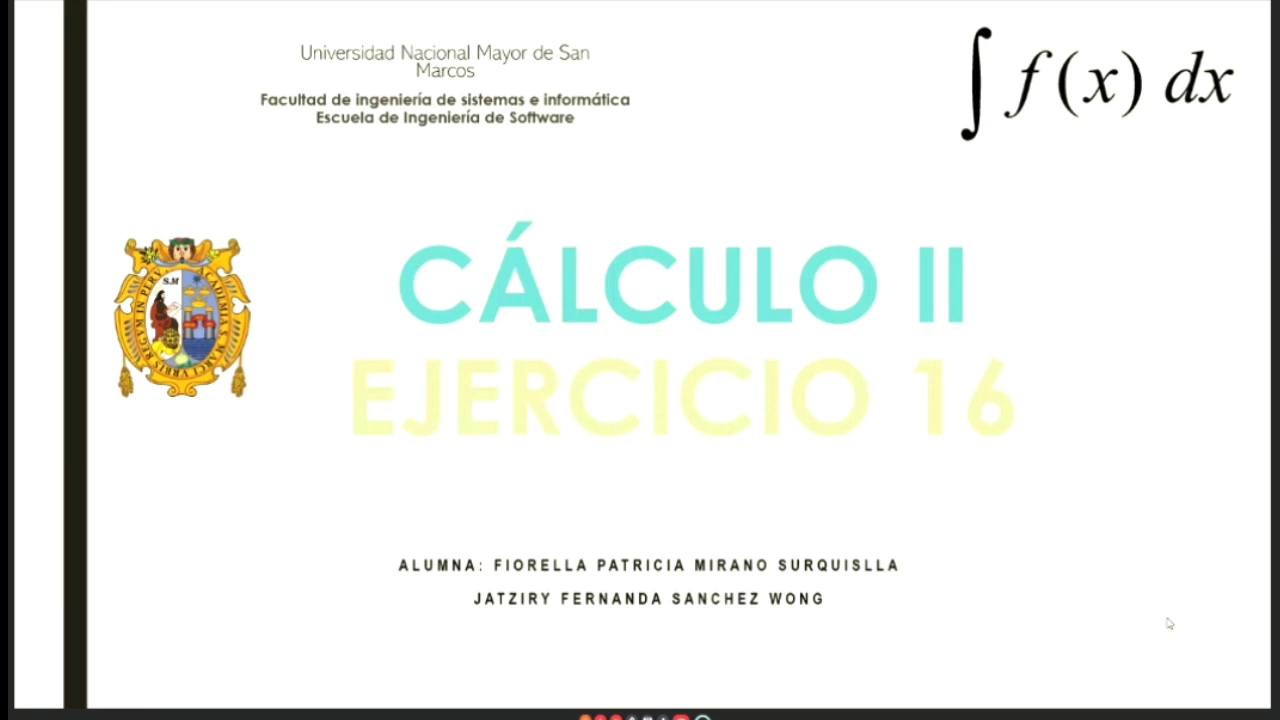 Universidad Nacional Mayor de San
Marcos
Facultad de ingeniería de sistemas e informática
Escuela de Ingeniería de Software
∫ f(x) dx
S.M
CÁLCULO II
EJERCICIO 16
ALUMNA: FIORELLA PATRICIA MIRANO SURQUISLLA
JATZIRY FERNANDA SANCHEZ WONG